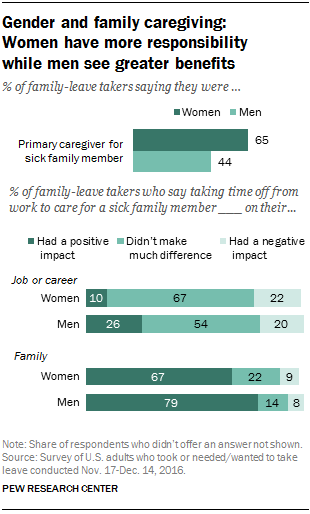 Gender and family caregiving:
Women have more responsibility
while men see greater benefits
% of family-leave takers saying they were ...
Women Men
Primary caregiver for
sick family member
65
44
% of family-leave takers who say taking time off from
work to care for a sick family member ___ on their...
Had a positive impact Didn't make much difference Had a negative impact
Job or career
Women 10 67 22
Men 26 54 20
Family
Women 67 22 9
Men 79 14 8
Note: Share of respondents who didn't offer an answer not shown.
Source: Survey of U.S. adults who took or needed/wanted to take
leave conducted Nov. 17-Dec. 14, 2016.
PEW RESEARCH CENTER